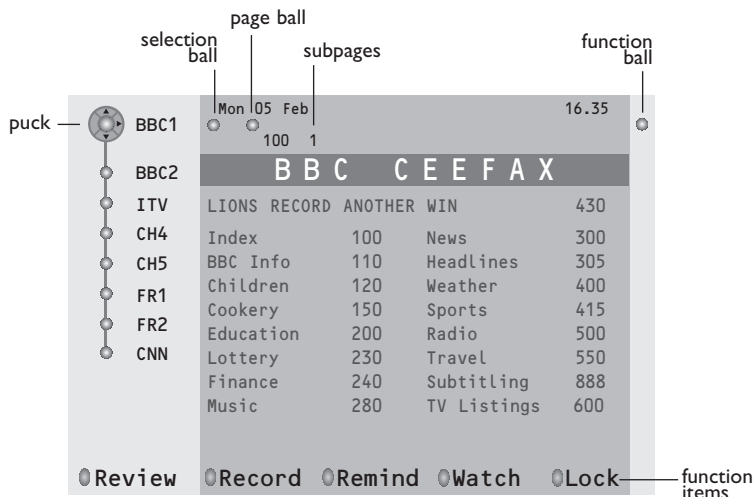 page ball
selection
ball
subpages
function
ball
puck
Mon 05 Feb 16.35
BBC1
100 1
BBC2
BBC CEEFAX
ITV
LIONS RECORD ANOTHER WIN 430
CH4
Index 100 News 300
CH5
BBC Info 110 Headlines 305
FR1
Children 120 Weather 400
Cookery 150 Sports 415
FR2
Education 200 Radio 500
CNN
Lottery 230 Travel 550
Finance 240 Subtitling 888
Music 280 TV Listings 600
Review Record Remind Watch Lock
function
items